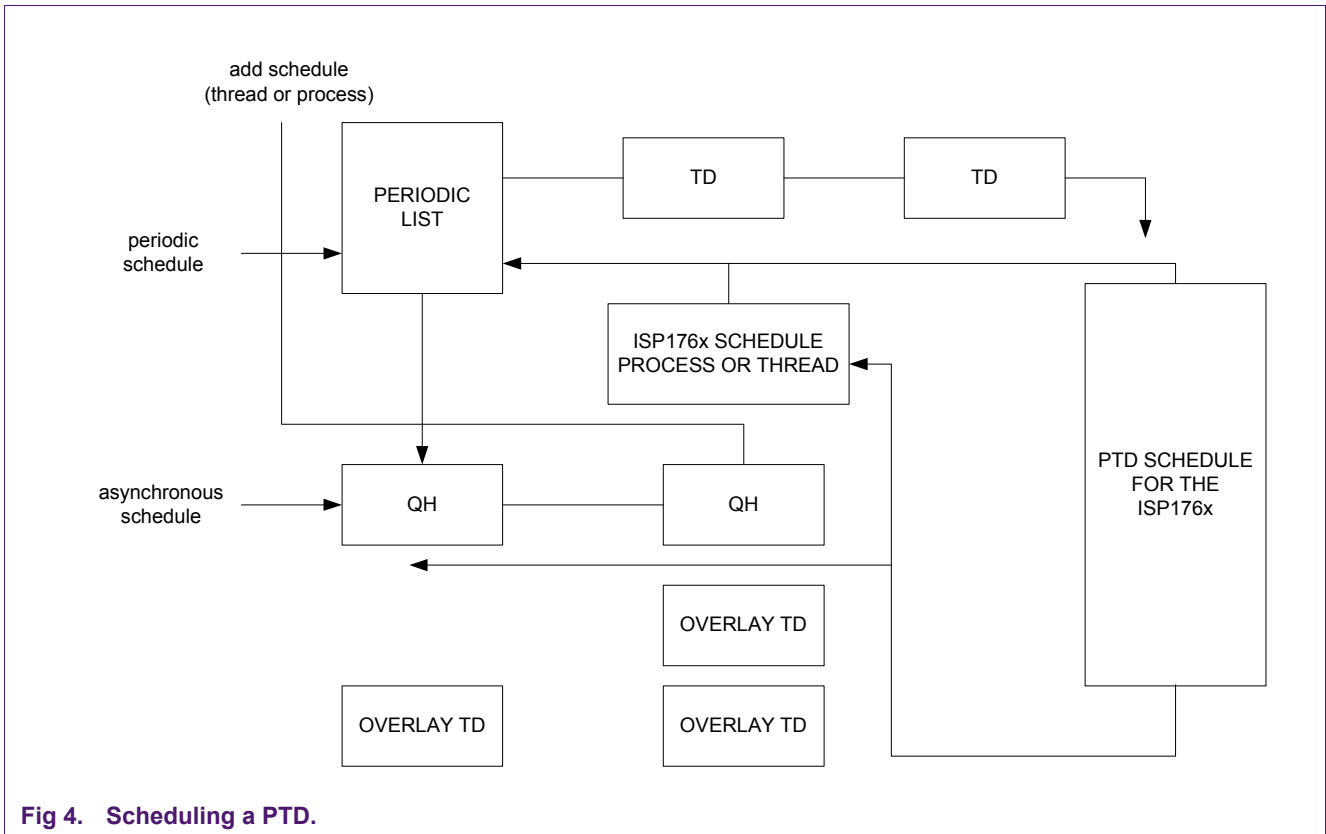 add schedule
(thread or process)
PERIODIC
LIST
TD
TD
periodic
schedule
ISP176x SCHEDULE
PROCESS OR THREAD
PTD SCHEDULE
FOR THE
ISP176x
asynchronous
schedule
QH
QH
OVERLAY TD
OVERLAY TD
OVERLAY TD
Fig 4. Scheduling a PTD.